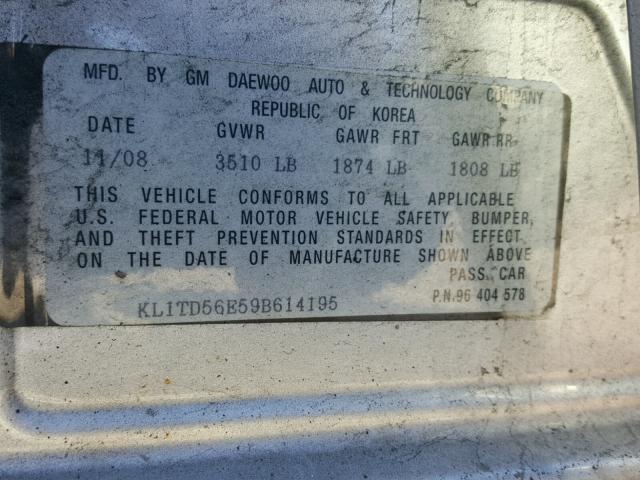 MFD. BY GM DAEWOO AUTO & TECHNOLOGY COMPANY
REPUBLIC OF KOREA
DATE GVWR GAWR FRT GAWR RR
11/08 3510 LB 1874 LB 1808 LB
THIS VEHICLE CONFORMS TO ALL APPLICABLE
U.S. FEDERAL MOTOR VEHICLE SAFETY, BUMPER,
AND THEFT PREVENTION STANDARDS IN EFFECT
ON THE DATE OF MANUFACTURE SHOWN ABOVE
PASS. CAR
KL1TD56E59B614195 P.N.96 404 578